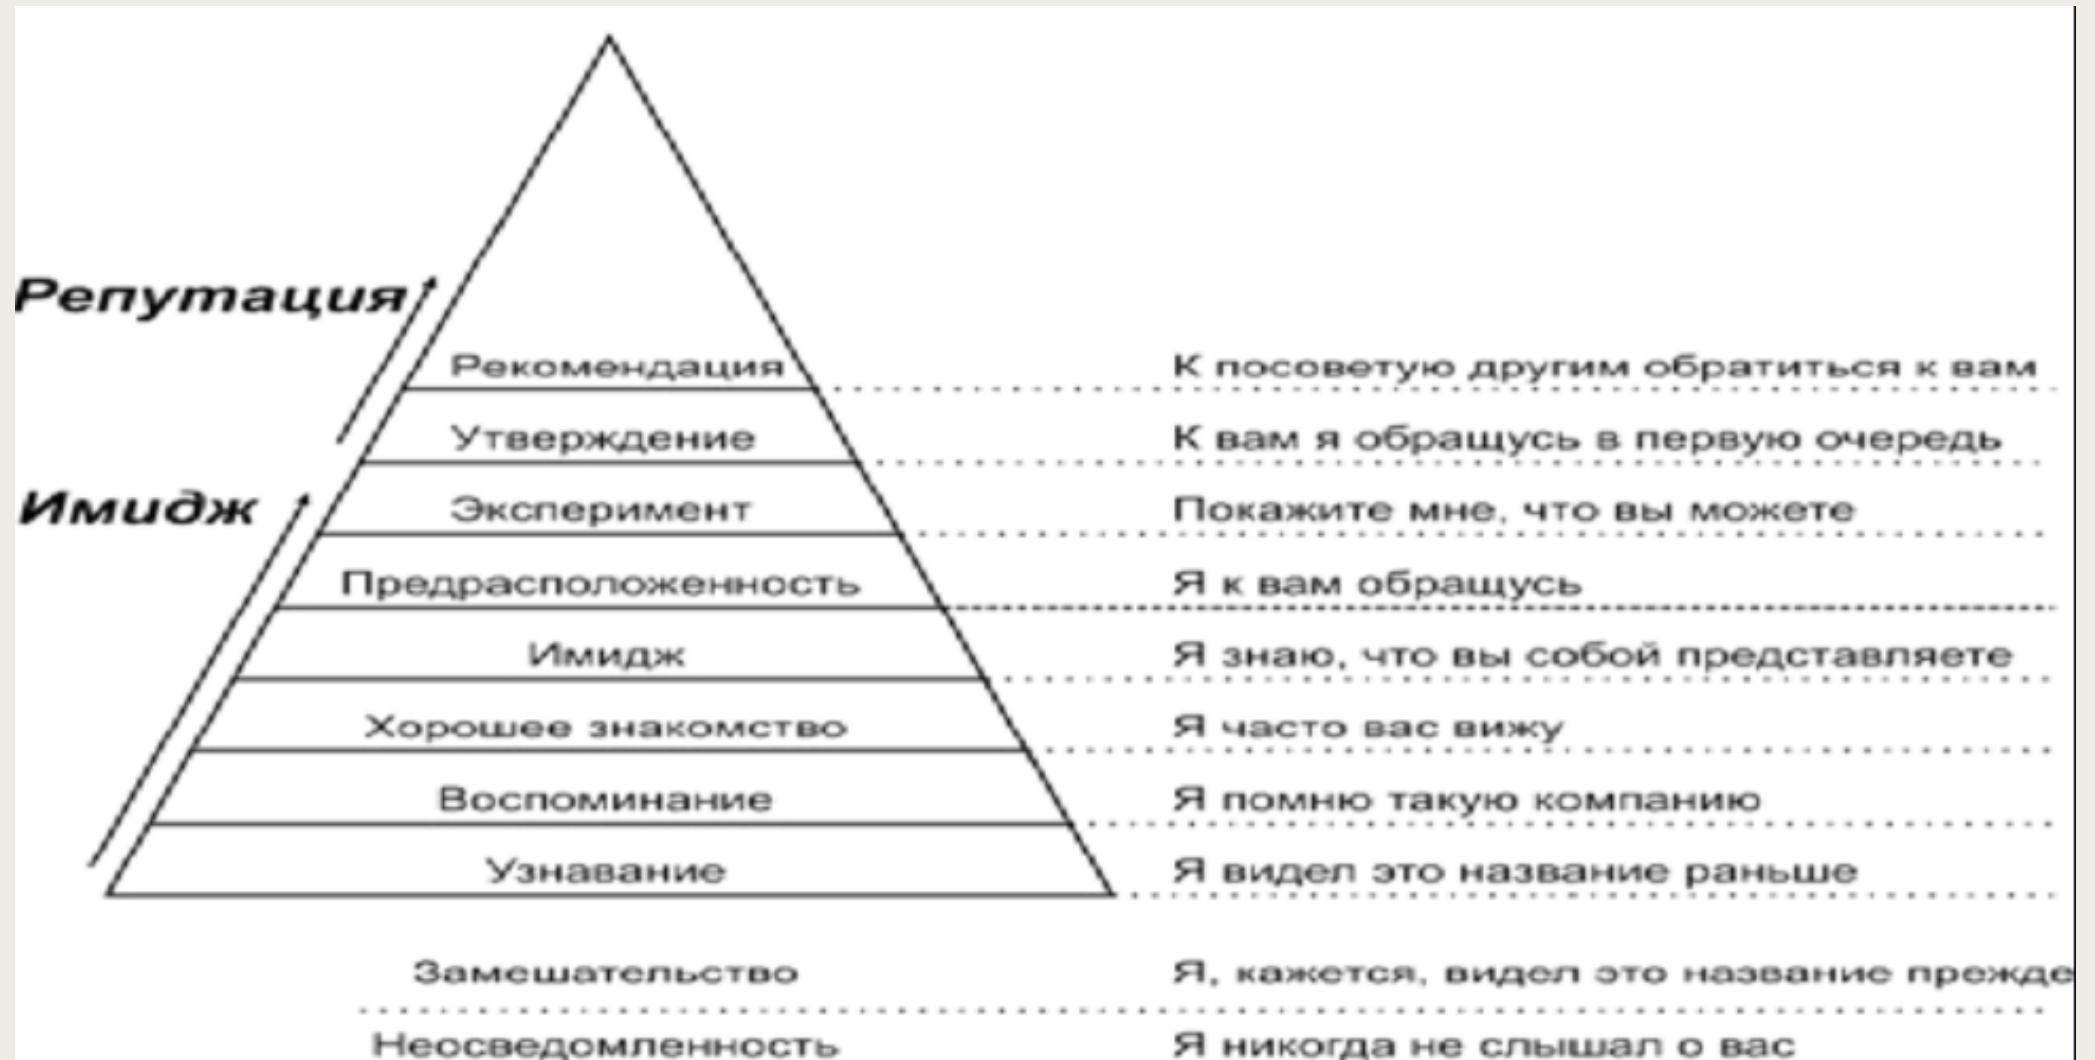 Репутация
Рекомендация К посоветую другим обратиться к вам
Утверждение К вам я обращусь в первую очередь
Имидж Эксперимент Покажите мне, что вы можете
Предрасположенность Я к вам обращусь
Имидж Я знаю, что вы собой представляете
Хорошее знакомство Я часто вас вижу
Воспоминание Я помню такую компанию
Узнавание Я видел это название раньше
Замешательство Я, кажется, видел это название прежде
Неосведомленность Я никогда не слышал о вас